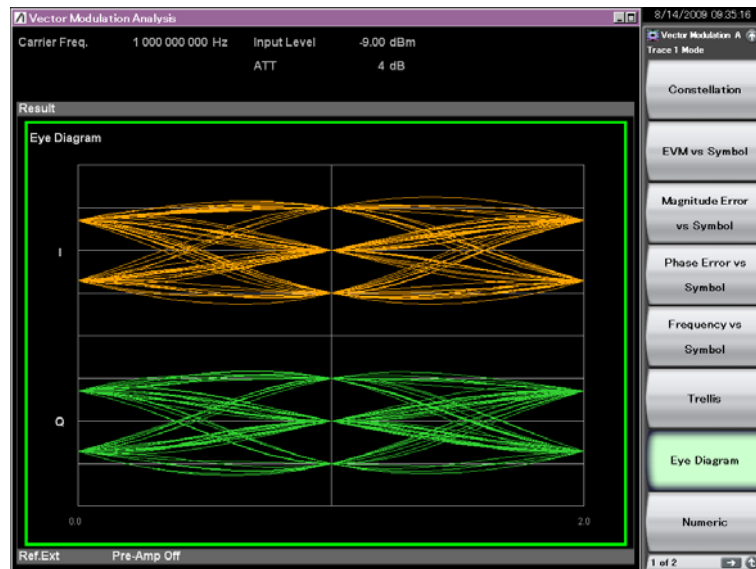 Vector Modulation Analysis
8/14/2009 09:35:16
Carrier Freq. 1 000 000 000 Hz Input Level -9.00 dBm
ATT 4 dB
Vector Modulation A
Trace 1 Mode
Constellation
EVM vs Symbol
Magnitude Error
vs Symbol
Phase Error vs
Symbol
Frequency vs
Symbol
Trellis
Eye Diagram
Numeric
1 of 2
Result
Eye Diagram
I
Q
0.0 2.0
Ref.Ext Pre-Amp Off